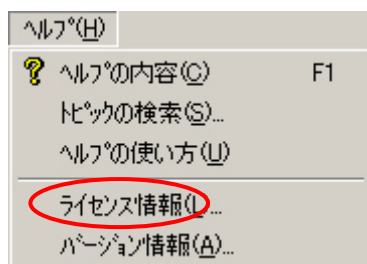 ﾍﾙﾌﾟ(H)
ﾍﾙﾌﾟの内容(C) F1
ﾄﾋﾟｯｸの検索(S)...
ﾍﾙﾌﾟの使い方(U)
ﾗｲｾﾝｽ情報(L)...
ﾊﾞｰｼﾞｮﾝ情報(A)...